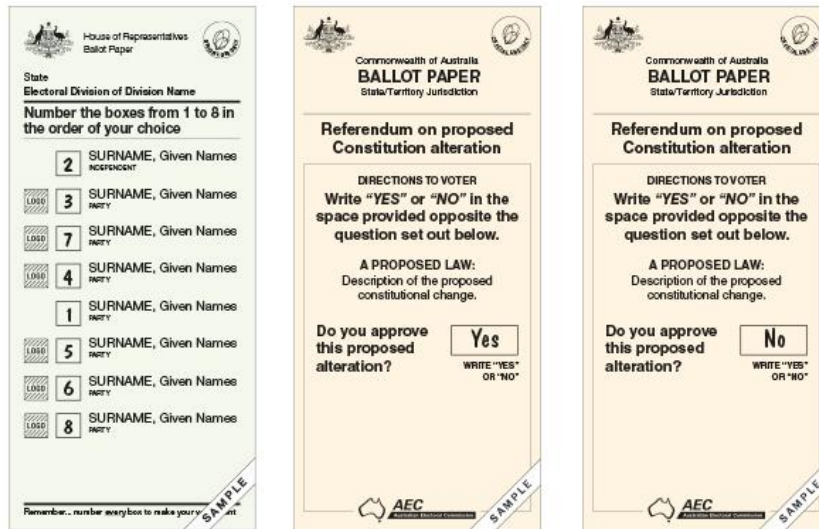 House of Representatives
Ballot Paper
State
Electoral Division of Division Name
Number the boxes from 1 to 8 in
the order of your choice
2 SURNAME, Given Names
INDEPENDENT
LOGO 3 SURNAME, Given Names
PARTY
LOGO 7 SURNAME, Given Names
PARTY
LOGO 4 SURNAME, Given Names
PARTY
1 SURNAME, Given Names
PARTY
LOGO 5 SURNAME, Given Names
PARTY
LOGO 6 SURNAME, Given Names
PARTY
LOGO 8 SURNAME, Given Names
PARTY
Remember... number every box to make your
SAMPLE
Commonwealth of Australia
BALLOT PAPER
State/Territory Jurisdiction
Referendum on proposed
Constitution alteration
DIRECTIONS TO VOTER
Write “YES” or “NO” in the
space provided opposite the
question set out below.
A PROPOSED LAW:
Description of the proposed
constitutional change.
Do you approve
this proposed
alteration?
Yes
WRITE “YES”
OR “NO”
AEC
Australian Electoral Commission
SAMPLE
Commonwealth of Australia
BALLOT PAPER
State/Territory Jurisdiction
Referendum on proposed
Constitution alteration
DIRECTIONS TO VOTER
Write “YES” or “NO” in the
space provided opposite the
question set out below.
A PROPOSED LAW:
Description of the proposed
constitutional change.
Do you approve
this proposed
alteration?
No
WRITE “YES”
OR “NO”
AEC
Australian Electoral Commission
SAMPLE